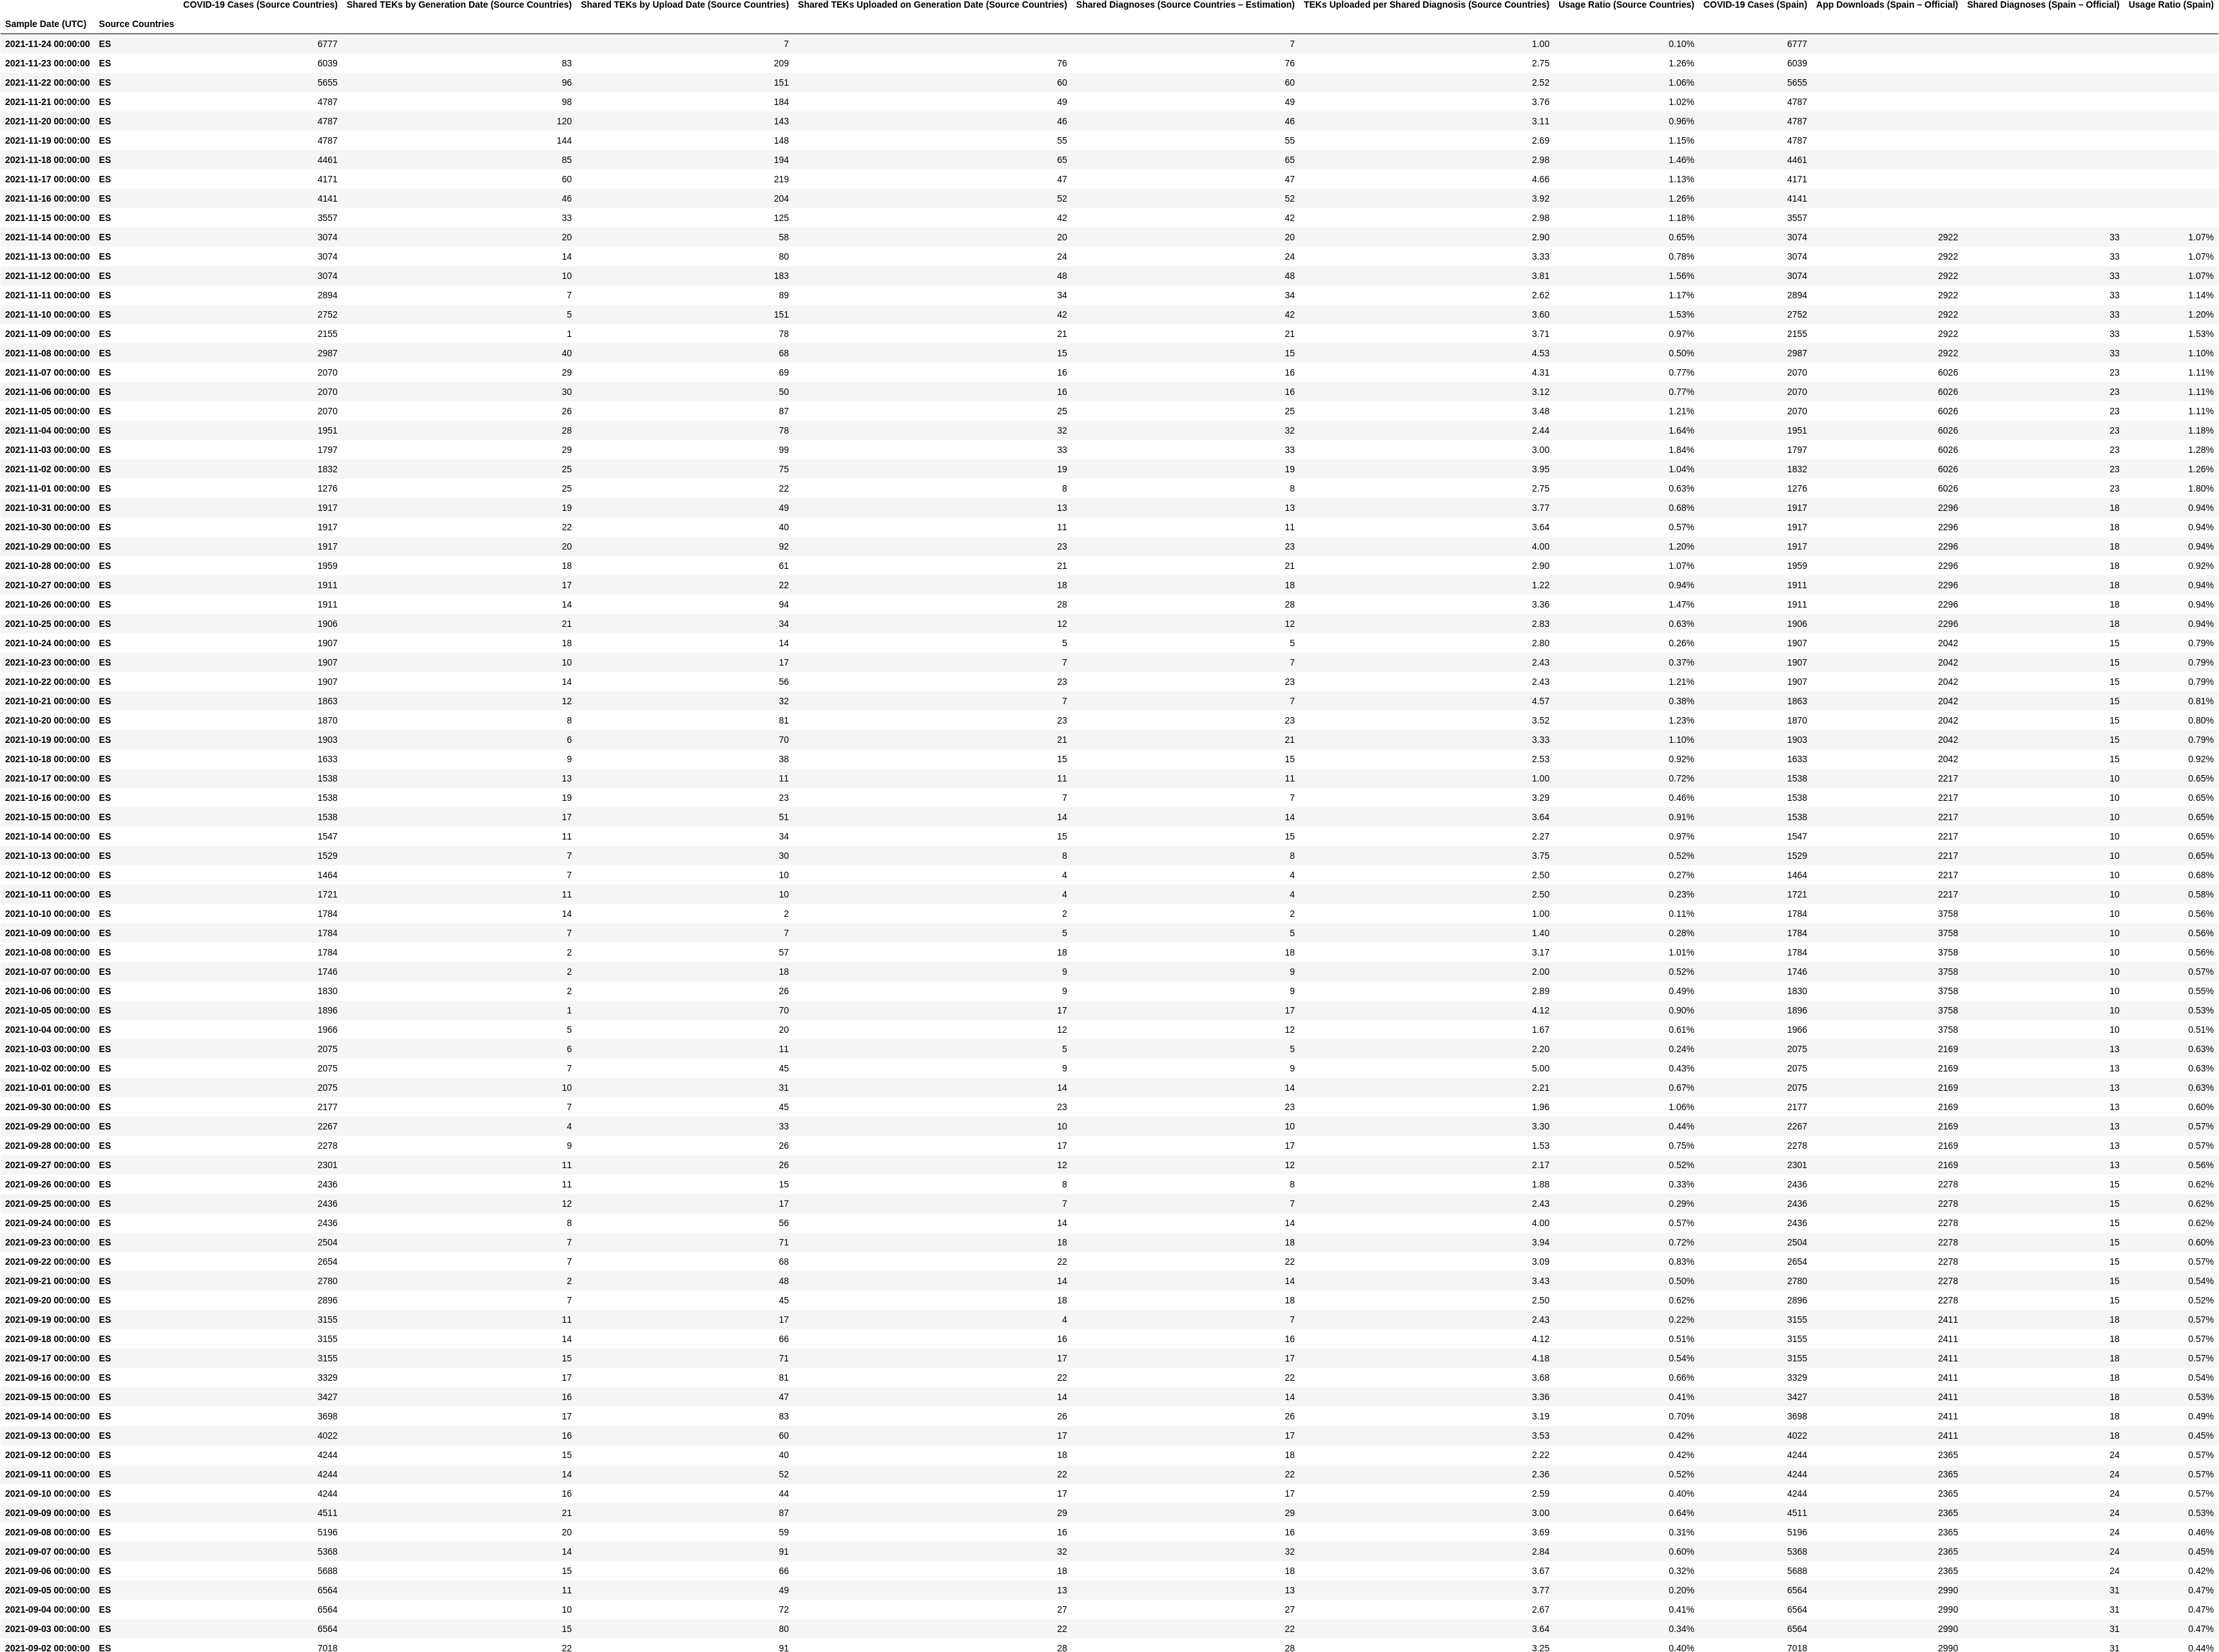 COVID-19 Cases (Source Countries) Shared TEKs by Generation Date (Source Countries) Shared TEKs by Upload Date (Source Countries) Shared TEKs Uploaded on Generation Date (Source Countries) Shared Diagnoses (Source Countries – Estimation) TEKs Uploaded per Shared Diagnosis (Source Countries) Usage Ratio (Source Countries) COVID-19 Cases (Spain) App Downloads (Spain – Official) Shared Diagnoses (Spain – Official) Usage Ratio (Spain)
Sample Date (UTC) Source Countries
2021-11-24 00:00:00 ES 6777 7 7 1.00 0.10% 6777
2021-11-23 00:00:00 ES 6039 83 209 76 76 2.75 1.26% 6039
2021-11-22 00:00:00 ES 5655 96 151 60 60 2.52 1.06% 5655
2021-11-21 00:00:00 ES 4787 98 184 49 49 3.76 1.02% 4787
2021-11-20 00:00:00 ES 4787 120 143 46 46 3.11 0.96% 4787
2021-11-19 00:00:00 ES 4787 144 148 55 55 2.69 1.15% 4787
2021-11-18 00:00:00 ES 4461 85 194 65 65 2.98 1.46% 4461
2021-11-17 00:00:00 ES 4171 60 219 47 47 4.66 1.13% 4171
2021-11-16 00:00:00 ES 4141 46 204 52 52 3.92 1.26% 4141
2021-11-15 00:00:00 ES 3557 33 125 42 42 2.98 1.18% 3557
2021-11-14 00:00:00 ES 3074 20 58 20 20 2.90 0.65% 3074 2922 33 1.07%
2021-11-13 00:00:00 ES 3074 14 80 24 24 3.33 0.78% 3074 2922 33 1.07%
2021-11-12 00:00:00 ES 3074 10 183 48 48 3.81 1.56% 3074 2922 33 1.07%
2021-11-11 00:00:00 ES 2894 7 89 34 34 2.62 1.17% 2894 2922 33 1.14%
2021-11-10 00:00:00 ES 2752 5 151 42 42 3.60 1.53% 2752 2922 33 1.20%
2021-11-09 00:00:00 ES 2155 1 78 21 21 3.71 0.97% 2155 2922 33 1.53%
2021-11-08 00:00:00 ES 2987 40 68 15 15 4.53 0.50% 2987 2922 33 1.10%
2021-11-07 00:00:00 ES 2070 29 69 16 16 4.31 0.77% 2070 6026 23 1.11%
2021-11-06 00:00:00 ES 2070 30 50 16 16 3.12 0.77% 2070 6026 23 1.11%
2021-11-05 00:00:00 ES 2070 26 87 25 25 3.48 1.21% 2070 6026 23 1.11%
2021-11-04 00:00:00 ES 1951 28 78 32 32 2.44 1.64% 1951 6026 23 1.18%
2021-11-03 00:00:00 ES 1797 29 99 33 33 3.00 1.84% 1797 6026 23 1.28%
2021-11-02 00:00:00 ES 1832 25 75 19 19 3.95 1.04% 1832 6026 23 1.26%
2021-11-01 00:00:00 ES 1276 25 22 8 8 2.75 0.63% 1276 6026 23 1.80%
2021-10-31 00:00:00 ES 1917 19 49 13 13 3.77 0.68% 1917 2296 18 0.94%
2021-10-30 00:00:00 ES 1917 22 40 11 11 3.64 0.57% 1917 2296 18 0.94%
2021-10-29 00:00:00 ES 1917 20 92 23 23 4.00 1.20% 1917 2296 18 0.94%
2021-10-28 00:00:00 ES 1959 18 61 21 21 2.90 1.07% 1959 2296 18 0.92%
2021-10-27 00:00:00 ES 1911 17 22 18 18 1.22 0.94% 1911 2296 18 0.94%
2021-10-26 00:00:00 ES 1911 14 94 28 28 3.36 1.47% 1911 2296 18 0.94%
2021-10-25 00:00:00 ES 1906 21 34 12 12 2.83 0.63% 1906 2296 18 0.94%
2021-10-24 00:00:00 ES 1907 18 14 5 5 2.80 0.26% 1907 2042 15 0.79%
2021-10-23 00:00:00 ES 1907 10 17 7 7 2.43 0.37% 1907 2042 15 0.79%
2021-10-22 00:00:00 ES 1907 14 56 23 23 2.43 1.21% 1907 2042 15 0.79%
2021-10-21 00:00:00 ES 1863 12 32 7 7 4.57 0.38% 1863 2042 15 0.81%
2021-10-20 00:00:00 ES 1870 8 81 23 23 3.52 1.23% 1870 2042 15 0.80%
2021-10-19 00:00:00 ES 1903 6 70 21 21 3.33 1.10% 1903 2042 15 0.79%
2021-10-18 00:00:00 ES 1633 9 38 15 15 2.53 0.92% 1633 2042 15 0.92%
2021-10-17 00:00:00 ES 1538 13 11 11 11 1.00 0.72% 1538 2217 10 0.65%
2021-10-16 00:00:00 ES 1538 19 23 7 7 3.29 0.46% 1538 2217 10 0.65%
2021-10-15 00:00:00 ES 1538 17 51 14 14 3.64 0.91% 1538 2217 10 0.65%
2021-10-14 00:00:00 ES 1547 11 34 15 15 2.27 0.97% 1547 2217 10 0.65%
2021-10-13 00:00:00 ES 1529 7 30 8 8 3.75 0.52% 1529 2217 10 0.65%
2021-10-12 00:00:00 ES 1464 7 10 4 4 2.50 0.27% 1464 2217 10 0.68%
2021-10-11 00:00:00 ES 1721 11 10 4 4 2.50 0.23% 1721 2217 10 0.58%
2021-10-10 00:00:00 ES 1784 14 2 2 2 1.00 0.11% 1784 3758 10 0.56%
2021-10-09 00:00:00 ES 1784 7 7 5 5 1.40 0.28% 1784 3758 10 0.56%
2021-10-08 00:00:00 ES 1784 2 57 18 18 3.17 1.01% 1784 3758 10 0.56%
2021-10-07 00:00:00 ES 1746 2 18 9 9 2.00 0.52% 1746 3758 10 0.57%
2021-10-06 00:00:00 ES 1830 2 26 9 9 2.89 0.49% 1830 3758 10 0.55%
2021-10-05 00:00:00 ES 1896 1 70 17 17 4.12 0.90% 1896 3758 10 0.53%
2021-10-04 00:00:00 ES 1966 5 20 12 12 1.67 0.61% 1966 3758 10 0.51%
2021-10-03 00:00:00 ES 2075 6 11 5 5 2.20 0.24% 2075 2169 13 0.63%
2021-10-02 00:00:00 ES 2075 7 45 9 9 5.00 0.43% 2075 2169 13 0.63%
2021-10-01 00:00:00 ES 2075 10 31 14 14 2.21 0.67% 2075 2169 13 0.63%
2021-09-30 00:00:00 ES 2177 7 45 23 23 1.96 1.06% 2177 2169 13 0.60%
2021-09-29 00:00:00 ES 2267 4 33 10 10 3.30 0.44% 2267 2169 13 0.57%
2021-09-28 00:00:00 ES 2278 9 26 17 17 1.53 0.75% 2278 2169 13 0.57%
2021-09-27 00:00:00 ES 2301 11 26 12 12 2.17 0.52% 2301 2169 13 0.56%
2021-09-26 00:00:00 ES 2436 11 15 8 8 1.88 0.33% 2436 2278 15 0.62%
2021-09-25 00:00:00 ES 2436 12 17 7 7 2.43 0.29% 2436 2278 15 0.62%
2021-09-24 00:00:00 ES 2436 8 56 14 14 4.00 0.57% 2436 2278 15 0.62%
2021-09-23 00:00:00 ES 2504 7 71 18 18 3.94 0.72% 2504 2278 15 0.60%
2021-09-22 00:00:00 ES 2654 7 68 22 22 3.09 0.83% 2654 2278 15 0.57%
2021-09-21 00:00:00 ES 2780 2 48 14 14 3.43 0.50% 2780 2278 15 0.54%
2021-09-20 00:00:00 ES 2896 7 45 18 18 2.50 0.62% 2896 2278 15 0.52%
2021-09-19 00:00:00 ES 3155 11 17 4 7 2.43 0.22% 3155 2411 18 0.57%
2021-09-18 00:00:00 ES 3155 14 66 16 16 4.12 0.51% 3155 2411 18 0.57%
2021-09-17 00:00:00 ES 3155 15 71 17 17 4.18 0.54% 3155 2411 18 0.57%
2021-09-16 00:00:00 ES 3329 17 81 22 22 3.68 0.66% 3329 2411 18 0.54%
2021-09-15 00:00:00 ES 3427 16 47 14 14 3.36 0.41% 3427 2411 18 0.53%
2021-09-14 00:00:00 ES 3698 17 83 26 26 3.19 0.70% 3698 2411 18 0.49%
2021-09-13 00:00:00 ES 4022 16 60 17 17 3.53 0.42% 4022 2411 18 0.45%
2021-09-12 00:00:00 ES 4244 15 40 18 18 2.22 0.42% 4244 2365 24 0.57%
2021-09-11 00:00:00 ES 4244 14 52 22 22 2.36 0.52% 4244 2365 24 0.57%
2021-09-10 00:00:00 ES 4244 16 44 17 17 2.59 0.40% 4244 2365 24 0.57%
2021-09-09 00:00:00 ES 4511 21 87 29 29 3.00 0.64% 4511 2365 24 0.53%
2021-09-08 00:00:00 ES 5196 20 59 16 16 3.69 0.31% 5196 2365 24 0.46%
2021-09-07 00:00:00 ES 5368 14 91 32 32 2.84 0.60% 5368 2365 24 0.45%
2021-09-06 00:00:00 ES 5688 15 66 18 18 3.67 0.32% 5688 2365 24 0.42%
2021-09-05 00:00:00 ES 6564 11 49 13 13 3.77 0.20% 6564 2990 31 0.47%
2021-09-04 00:00:00 ES 6564 10 72 27 27 2.67 0.41% 6564 2990 31 0.47%
2021-09-03 00:00:00 ES 6564 15 80 22 22 3.64 0.34% 6564 2990 31 0.47%
2021-09-02 00:00:00 ES 7018 22 91 28 28 3.25 0.40% 7018 2990 31 0.44%